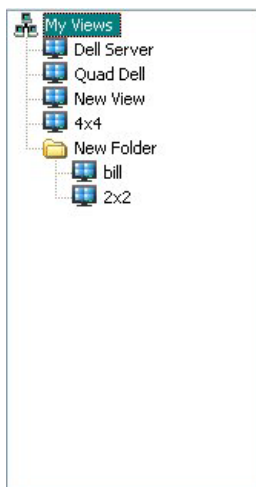 My Views
Dell Server
Quad Dell
New View
4x4
New Folder
bill
2x2